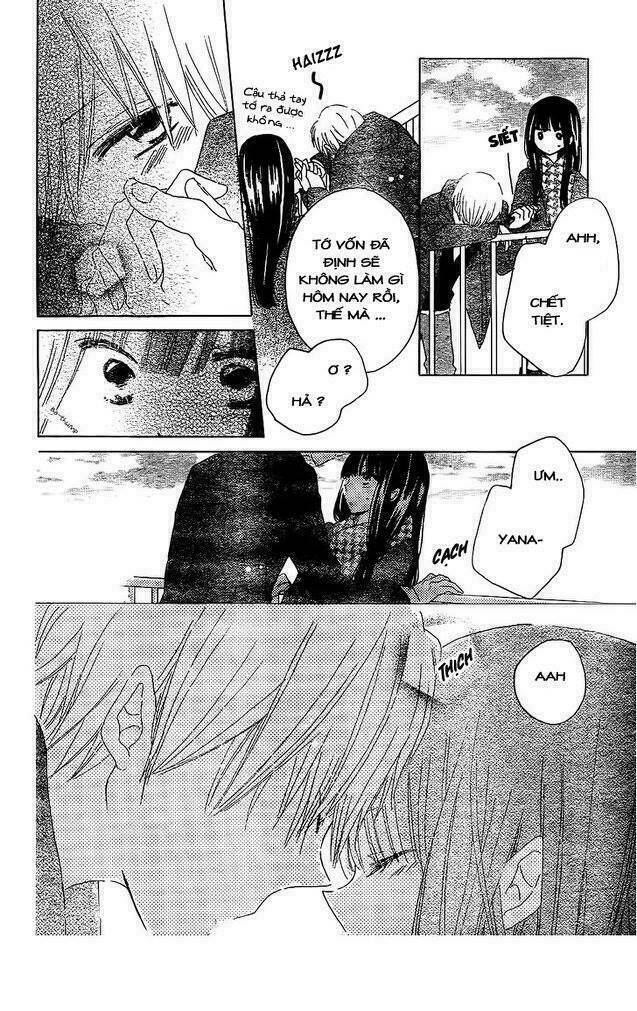 SIẾT
AHH,
CHẾT
TIỆT.
HAIZZZ
Cậu thả tay
tớ ra được
không ...
TỚ VỐN ĐÃ
ĐỊNH SẼ
KHÔNG LÀM GÌ
HÔM NAY RỒI,
THẾ MÀ ...
Ơ ?
HẢ ?
ƯM..
YANA-
CẠCH
THỊCH
AAH